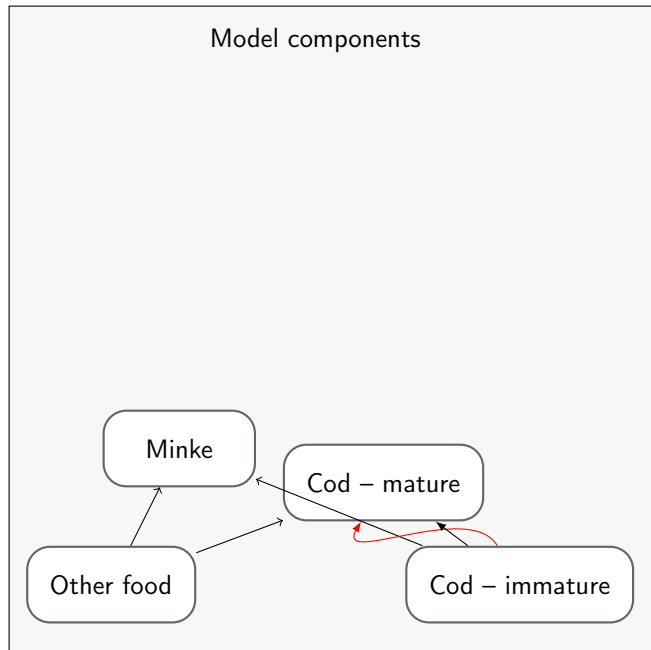 Model components
Minke
Cod – mature
Other food
Cod – immature